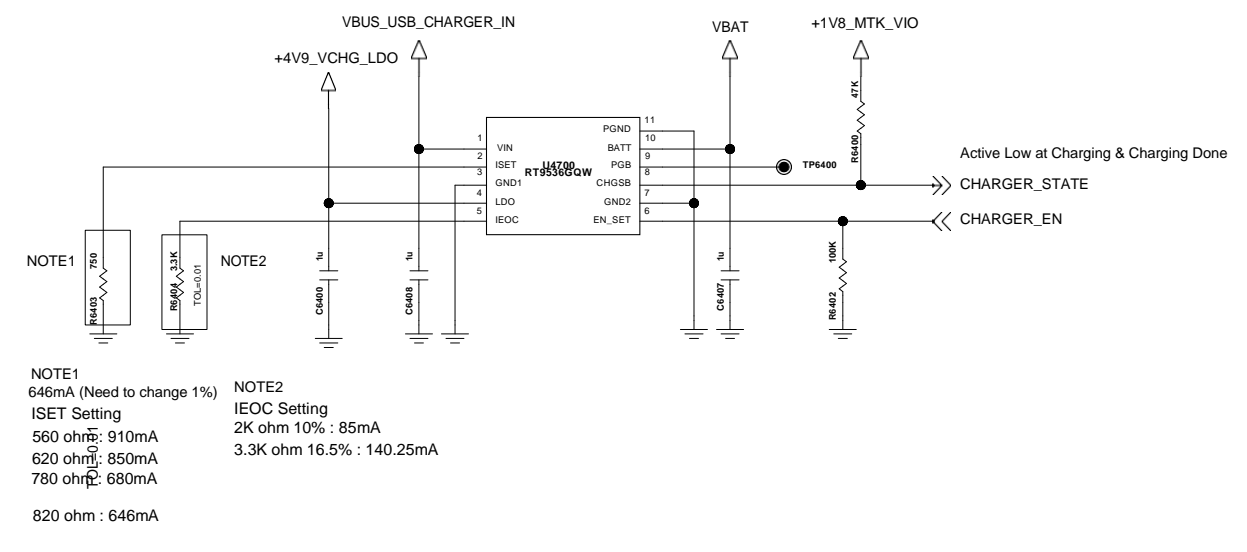 VBUS_USB_CHARGER_IN
VBAT
+1V8_MTK_VIO
+4V9_VCHG_LDO
47K
R6400
1
2
3
4
5
VIN
ISET
GND1
LDO
IEOC
U4700
RT9536GQW
PGND
BATT
PGB
CHGSB
GND2
EN_SET
11
10
9
8
7
6
TP6400
Active Low at Charging & Charging Done
CHARGER_STATE
CHARGER_EN
NOTE1
750
R6403
3.3K
R6404
TOL=0.01
NOTE2
1u
C6400
1u
C6408
1u
C6407
100K
R6402
NOTE1
646mA (Need to change 1%)
ISET Setting
560 ohm : 910mA
620 ohm : 850mA
780 ohm : 680mA
820 ohm : 646mA
TOL=0.01
NOTE2
IEOC Setting
2K ohm 10% : 85mA
3.3K ohm 16.5% : 140.25mA